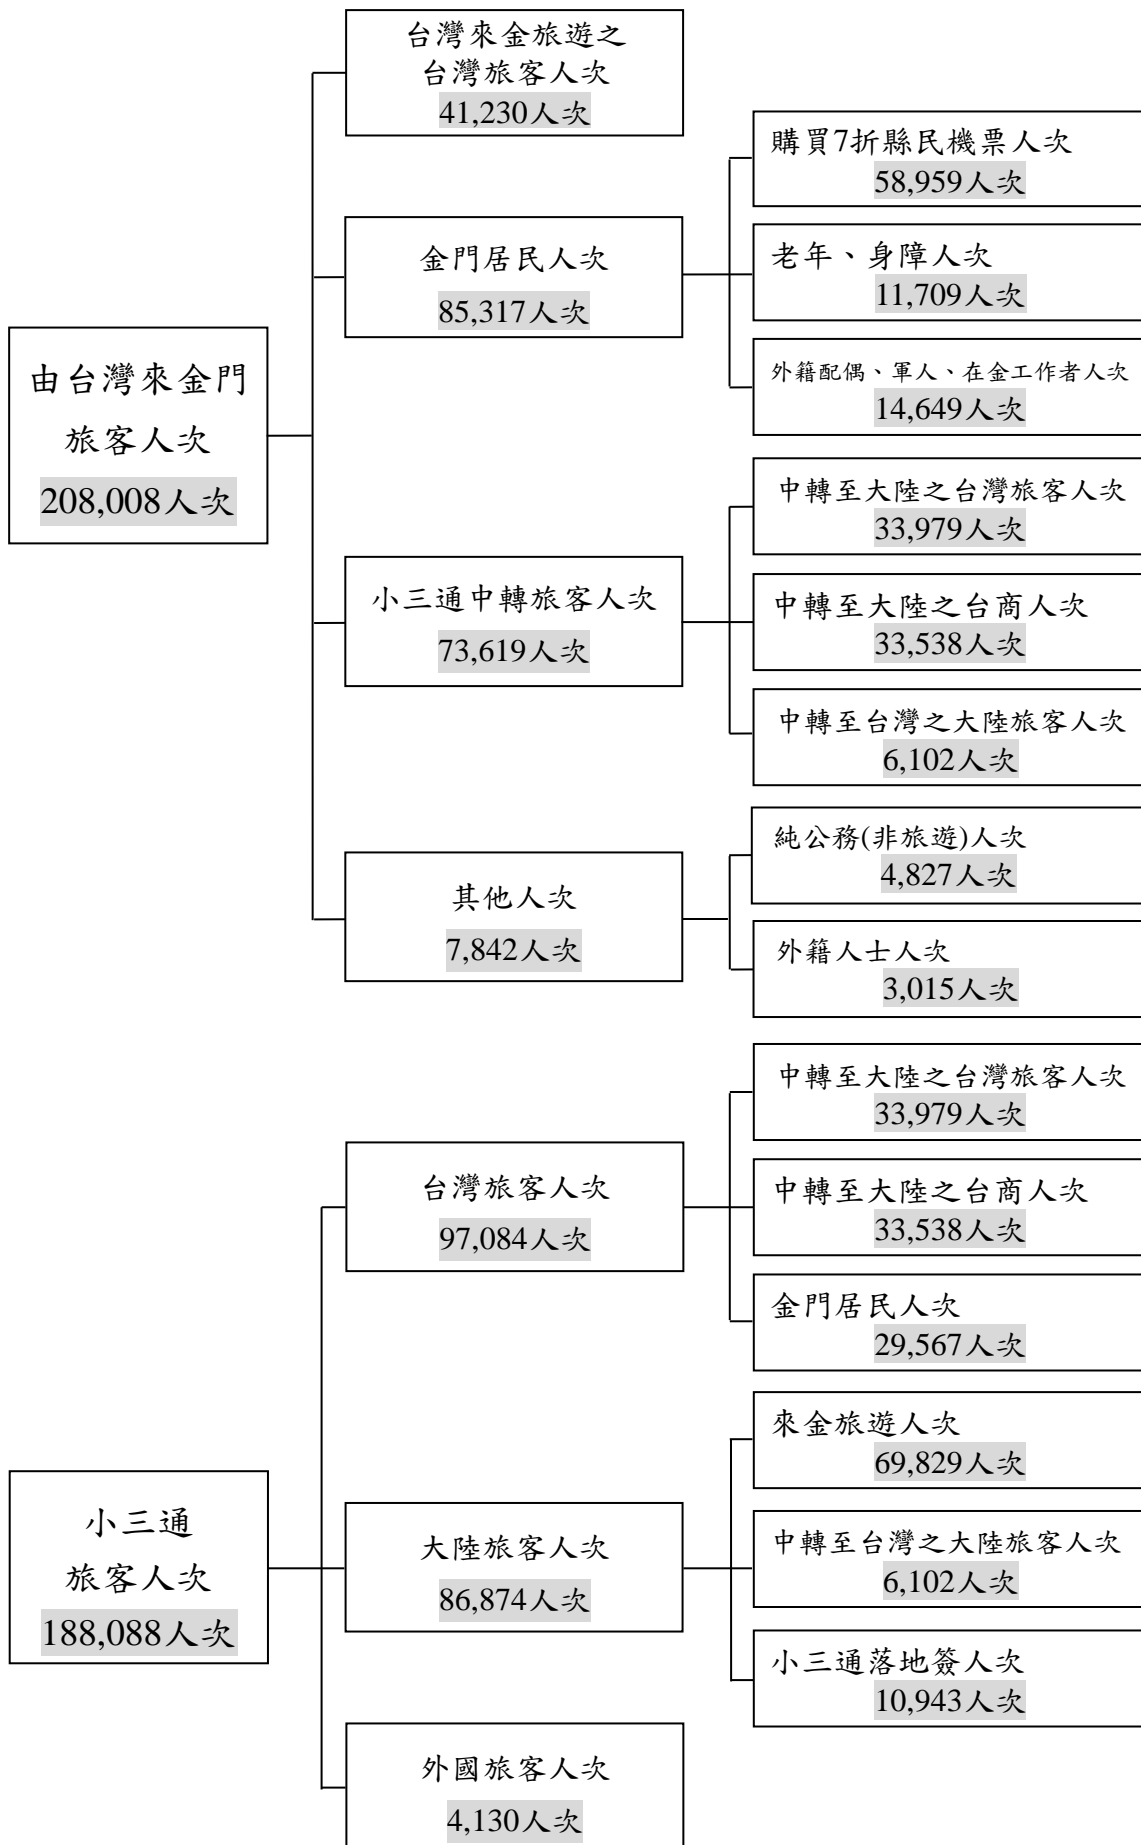 由台灣來金門
旅客人次
208,008人次
台灣來金旅遊之
台灣旅客人次
41,230人次
金門居民人次
85,317人次
購買7折縣民機票人次
58,959人次
老年、身障人次
11,709人次
外籍配偶、軍人、在金工作者人次
14,649人次
小三通中轉旅客人次
73,619人次
中轉至大陸之台灣旅客人次
33,979人次
中轉至大陸之台商人次
33,538人次
中轉至台灣之大陸旅客人次
6,102人次
其他人次
7,842人次
純公務(非旅遊)人次
4,827人次
外籍人士人次
3,015人次
小三通
旅客人次
188,088人次
台灣旅客人次
97,084人次
中轉至大陸之台灣旅客人次
33,979人次
中轉至大陸之台商人次
33,538人次
金門居民人次
29,567人次
大陸旅客人次
86,874人次
來金旅遊人次
69,829人次
中轉至台灣之大陸旅客人次
6,102人次
小三通落地簽人次
10,943人次
外國旅客人次
4,130人次